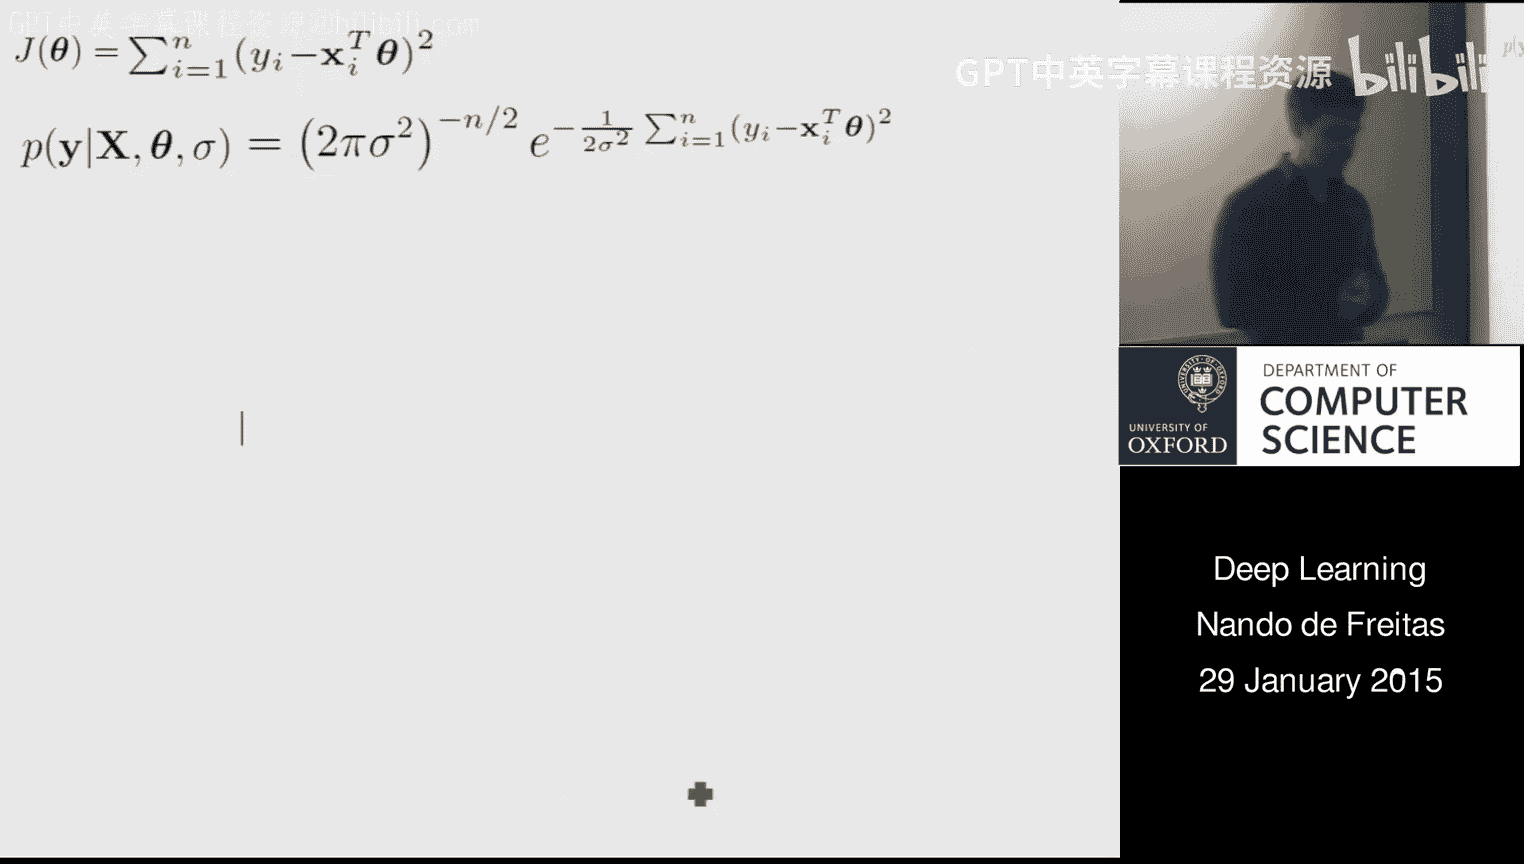 J(θ) = ∑ⁿᵢ₌₁(yᵢ−xᵢᵀθ)²
p(y|X, θ, σ) = (2πσ²)^{−n/2} e^{−\frac{1}{2σ²} ∑ⁿᵢ₌₁(yᵢ−xᵢᵀθ)²}
GPT中英字幕课程资源 bilibili
UNIVERSITY OF
OXFORD
DEPARTMENT OF
COMPUTER
SCIENCE
Deep Learning
Nando de Freitas
29 January 2015